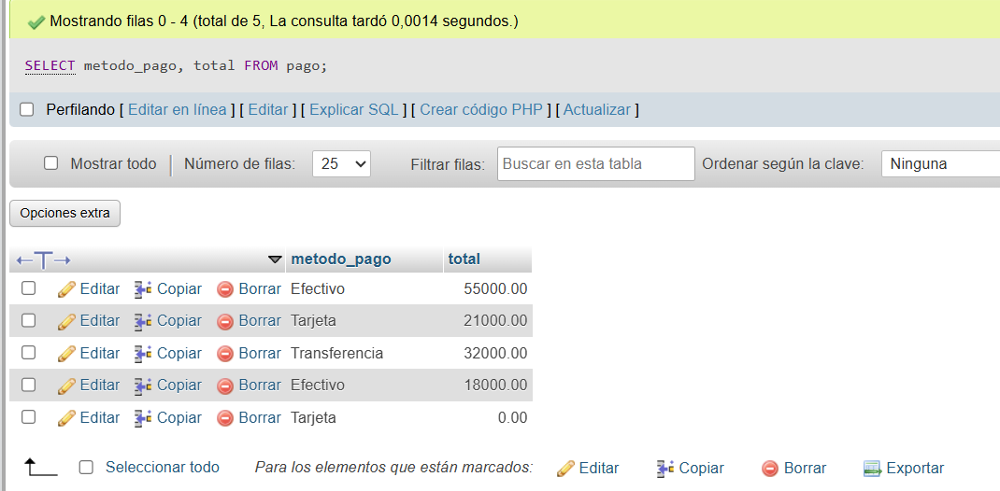 Mostrando filas 0 - 4 (total de 5, La consulta tardó 0,0014 segundos.)
SELECT metodo_pago, total FROM pago;
Perfilando [ Editar en línea ] [ Editar ] [ Explicar SQL ] [ Crear código PHP ] [ Actualizar ]
Mostrar todo Número de filas: 25 Filtrar filas: Buscar en esta tabla Ordenar según la clave: Ninguna
Opciones extra
←T→ metodo_pago total
Editar Copiar Borrar Efectivo 55000.00
Editar Copiar Borrar Tarjeta 21000.00
Editar Copiar Borrar Transferencia 32000.00
Editar Copiar Borrar Efectivo 18000.00
Editar Copiar Borrar Tarjeta 0.00
Seleccionar todo Para los elementos que están marcados: Editar Copiar Borrar Exportar